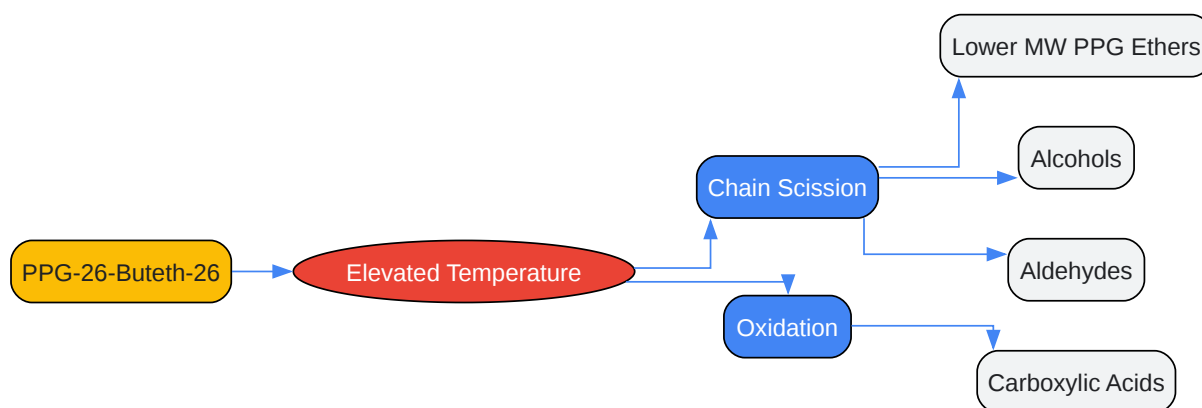 PPG-26-Buteth-26
Elevated Temperature
Chain Scission
Oxidation
Lower MW PPG Ethers
Alcohols
Aldehydes
Carboxylic Acids